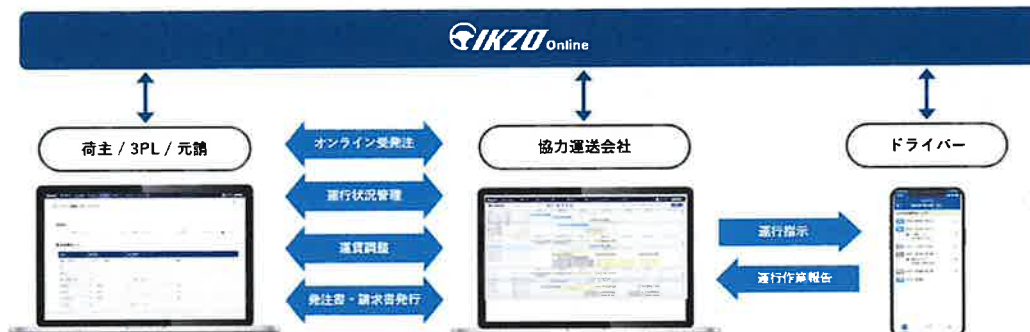 IKZO Online
荷主 / 3PL / 元請
オンライン受発注
協力運送会社
ドライバー
運行状況管理
運賃調整
発注書・請求書発行
運行指示
運行作業報告